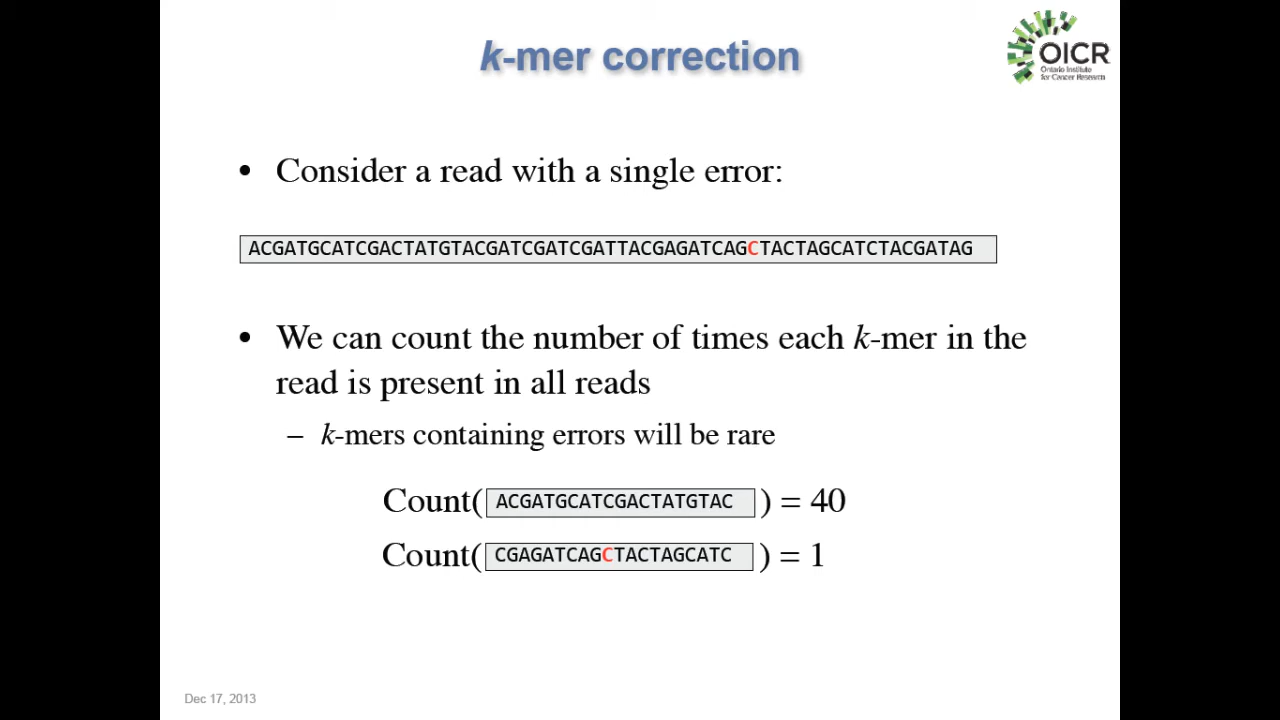 k-mer correction
OICR
Ontario Institute
for Cancer Research
• Consider a read with a single error:
ACGATGCATCGACTATGTACGATCGATCGATTACGAGATCAGCTACTAGCATCTACGATAG
• We can count the number of times each k-mer in the
read is present in all reads
– k-mers containing errors will be rare
Count( ACGATGCATCGACTATGTAC ) = 40
Count( CGAGATCAGCTACTAGCATC ) = 1
Dec 17, 2013